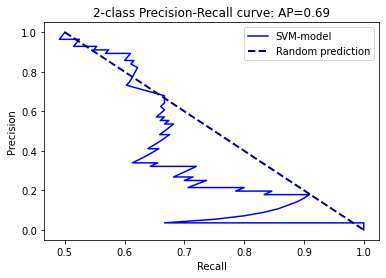 2-class Precision-Recall curve: AP=0.69
SVM-model
Random prediction
Precision
1.0
0.8
0.6
0.4
0.2
0.0
0.5
0.6
0.7
0.8
0.9
1.0
Recall